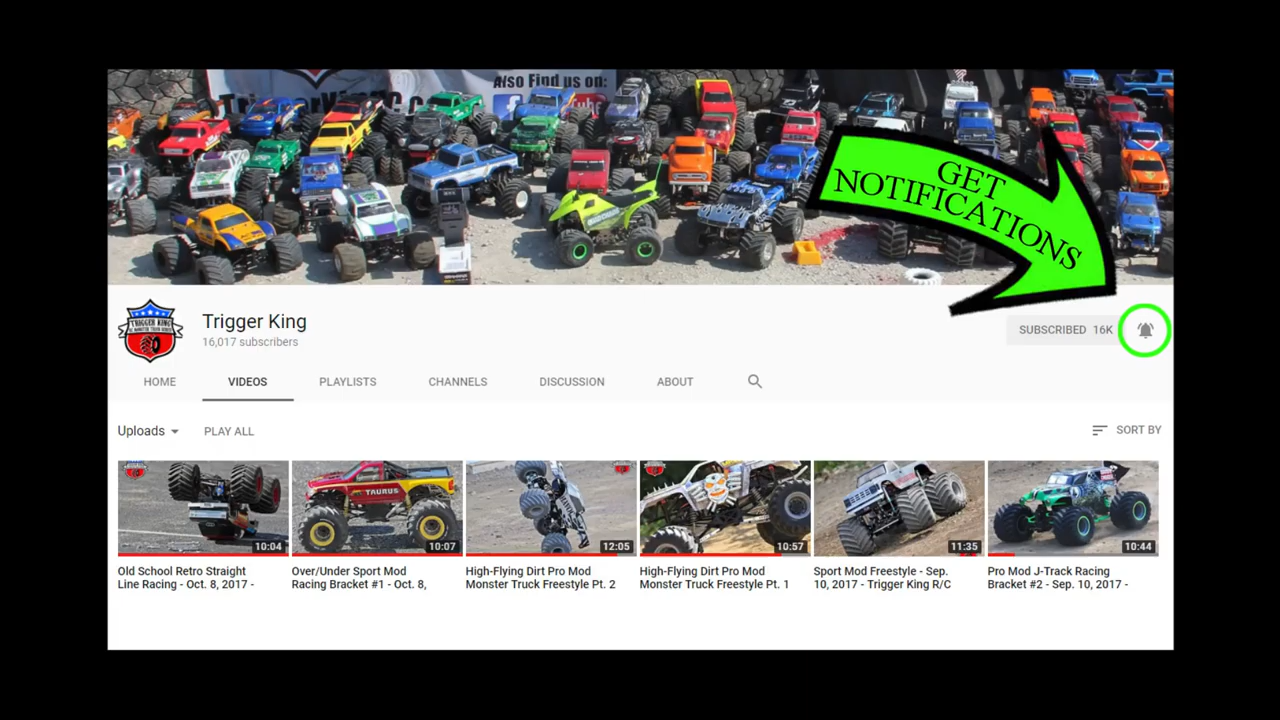 Also Find us on:
GET
NOTIFICATIONS
TRIGGER KING
Trigger King
16,017 subscribers
SUBSCRIBED 16K
HOME
VIDEOS
PLAYLISTS
CHANNELS
DISCUSSION
ABOUT
Uploads
PLAY ALL
SORT BY
TAURUS
10:04
10:07
12:05
10:57
11:35
10:44
Old School Retro Straight
Line Racing - Oct. 8, 2017 -
Over/Under Sport Mod
Racing Bracket #1 - Oct. 8,
High-Flying Dirt Pro Mod
Monster Truck Freestyle Pt. 2
High-Flying Dirt Pro Mod
Monster Truck Freestyle Pt. 1
Sport Mod Freestyle - Sep.
10, 2017 - Trigger King R/C
Pro Mod J-Track Racing
Bracket #2 - Sep. 10, 2017 -